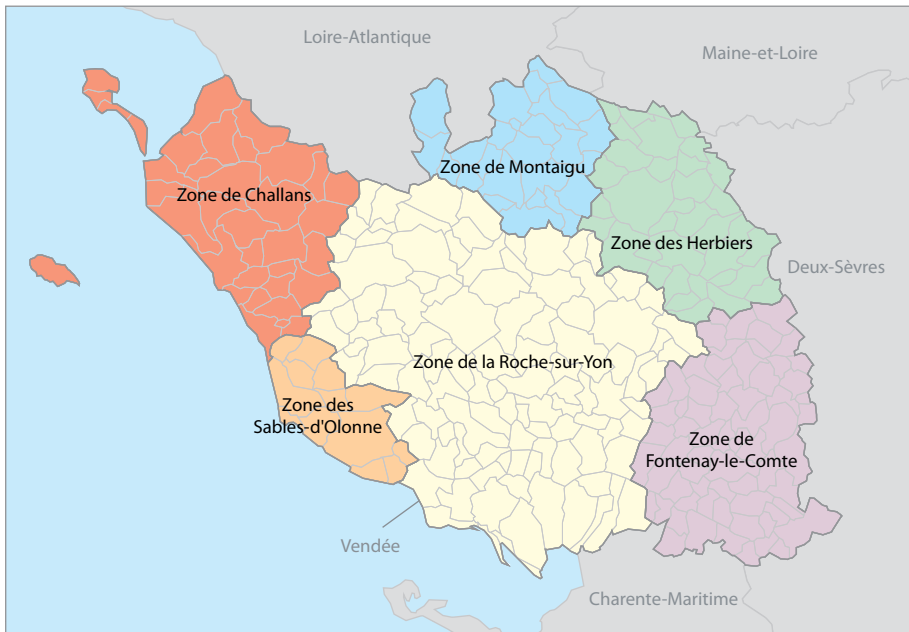 Loire-Atlantique
Maine-et-Loire
Zone de Montaigu
Zone de Challans
Zone des Herbiers
Deux-Sèvres
Zone de la Roche-sur-Yon
Zone des
Sables-d'Olonne
Zone de
Fontenay-le-Comte
Vendée
Charente-Maritime